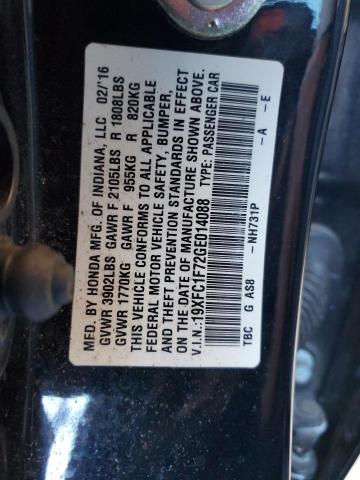 MFD. BY HONDA MFG. OF INDIANA, LLC 02/'16
GVWR 3902LBS GAWR F 2105LBS R 1808LBS
GVWR 1770KG GAWR F 955KG R 820KG
THIS VEHICLE CONFORMS TO ALL APPLICABLE
FEDERAL MOTOR VEHICLE SAFETY, BUMPER,
AND THEFT PREVENTION STANDARDS IN EFFECT
ON THE DATE OF MANUFACTURE SHOWN ABOVE.
V.I.N.:19XFC1F72GE014088 TYPE: PASSENGER CAR
TBC G AS8 -NH731P -A -E